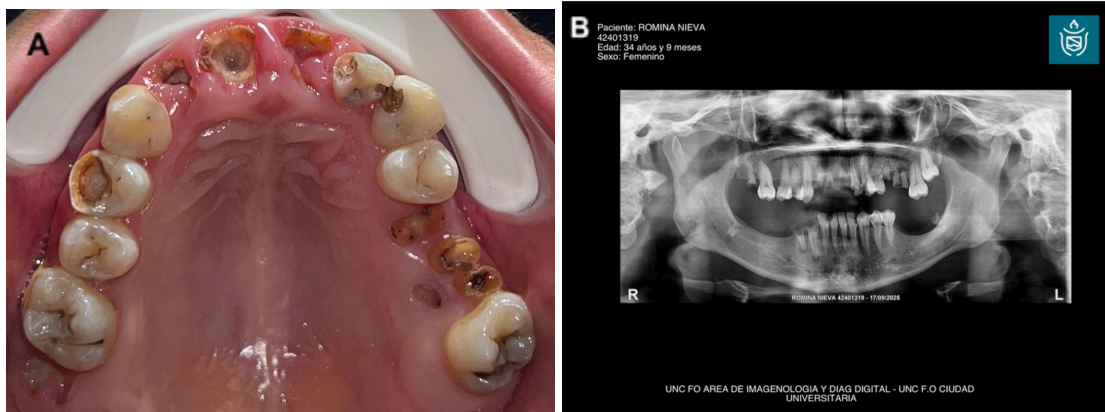 A
B
Paciente: ROMINA NIEVA
42401319
Edad: 34 años y 9 meses
Sexo: Femenino
R
L
ROMINA NIEVA 42401319 - 17/09/2025
UNC FO AREA DE IMAGENOLOGIA Y DIAG DIGITAL - UNC F.O CIUDAD
UNIVERSITARIA